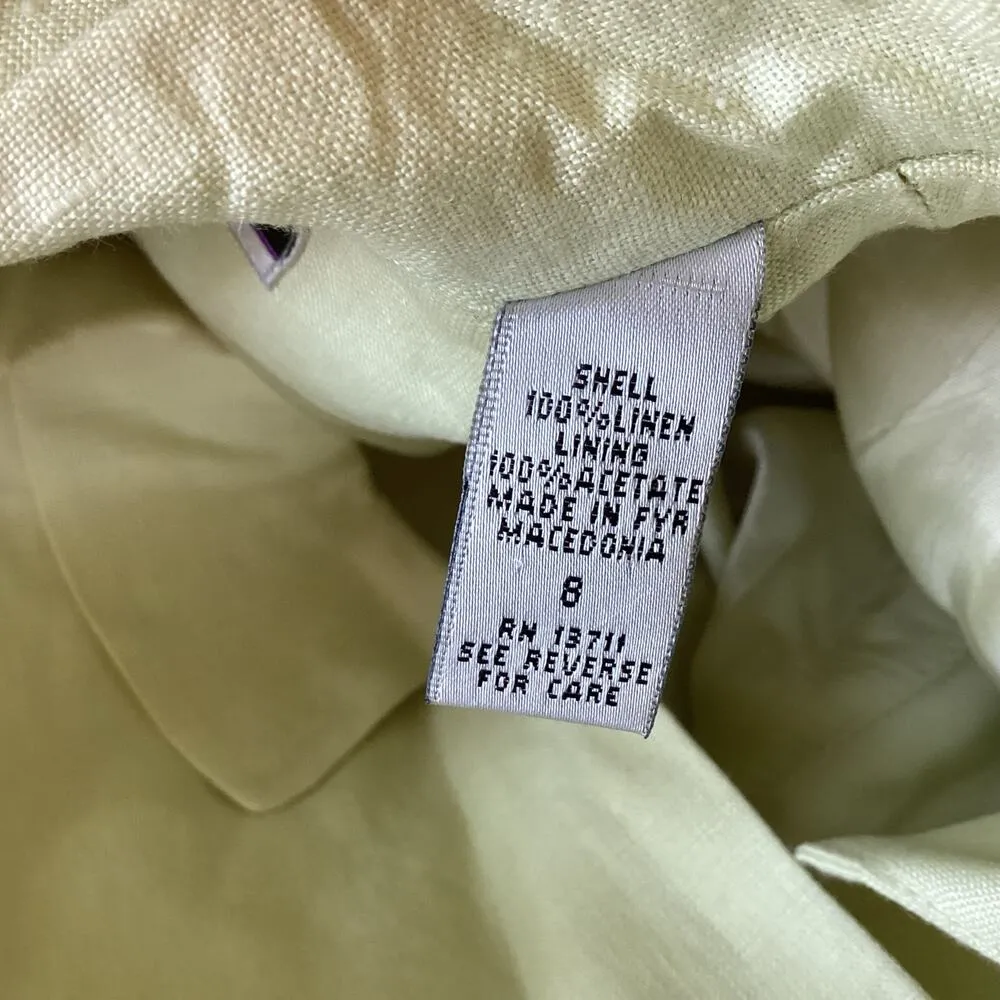 SHELL
100%LINEN
LINING
100%ACETATE
MADE IN FYR
MACEDONIA
8
RN 13711
SEE REVERSE
FOR CARE